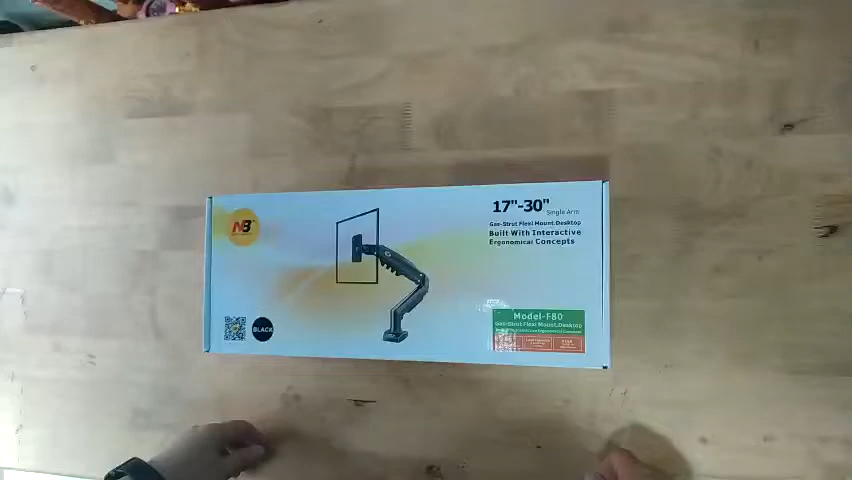 NB
17"-30"
Single Arm
Gas-Strut Flexi Mount.Desktop
Built With Interactive
Ergonomical Concepts
BLACK
Model-F80
Gas-Strut Flexi Mount.Desktop